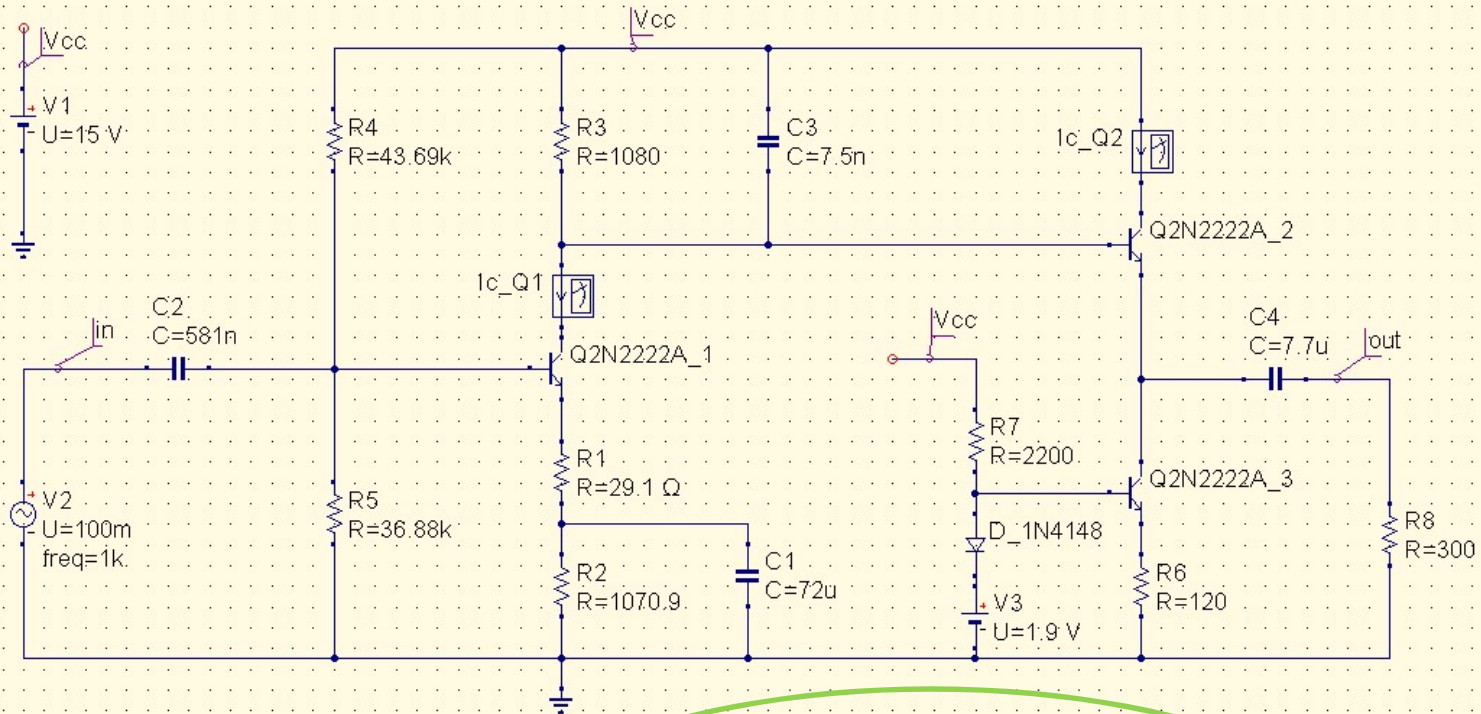 Vcc
V1
U=15 V
Vcc
R4
R=43.69k
R3
R=1080
C3
C=7.5n
Ic_Q2
Q2N2222A_2
Ic_Q1
Q2N2222A_1
in
C2
C=581n
Vcc
C4
C=7.7u
out
R7
R=2200
Q2N2222A_3
R1
R=29.1 Ω
V2
U=100m
freq=1k
R5
R=36.88k
D_1N4148
R8
R=300
R2
R=1070.9
C1
C=72u
V3
U=1.9 V
R6
R=120